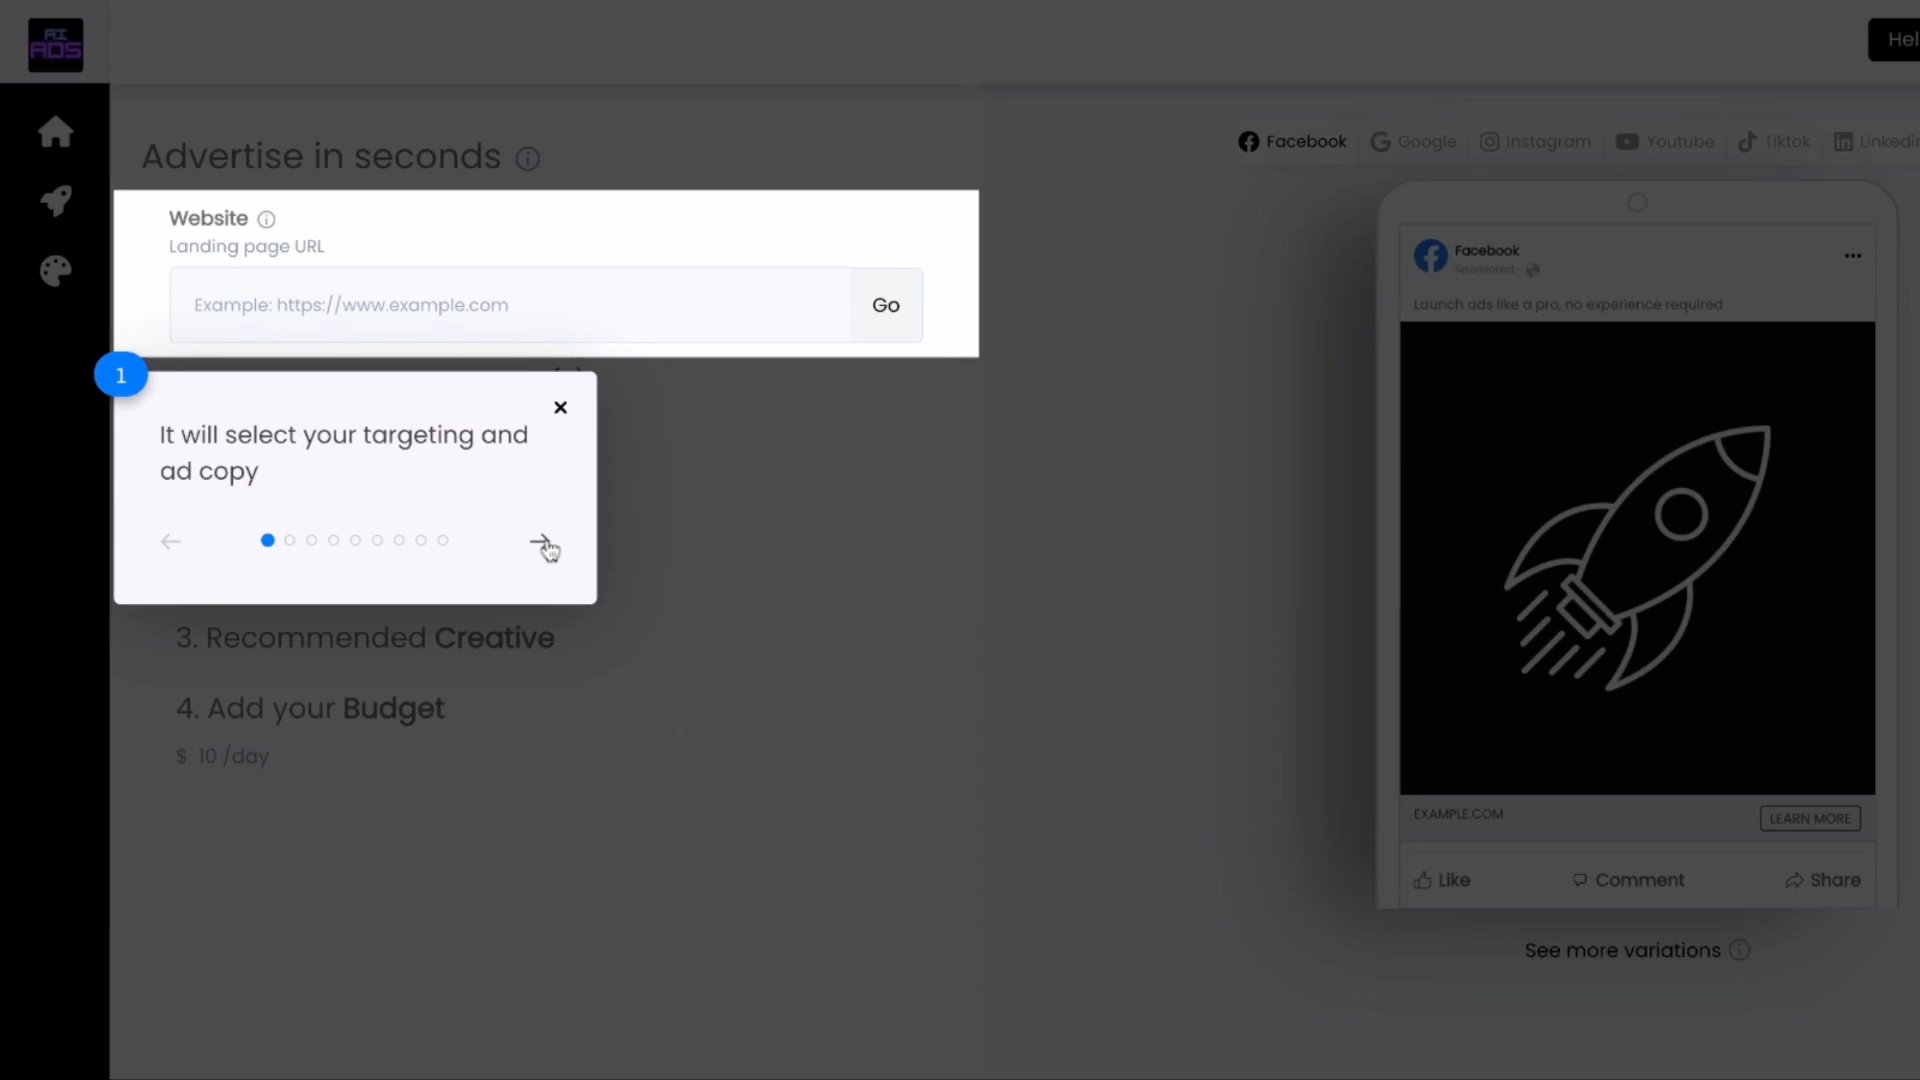 AI
ADS
Hel
Advertise in seconds
Website
Landing page URL
Example: https://www.example.com
Go
1
It will select your targeting and
ad copy
3. Recommended Creative
4. Add your Budget
$ 10 /day
Facebook
Google
Instagram
Youtube
Tiktok
Linkedin
Facebook
Sponsored -
Launch ads like a pro, no experience required
EXAMPLE.COM
LEARN MORE
Like
Comment
Share
See more variations